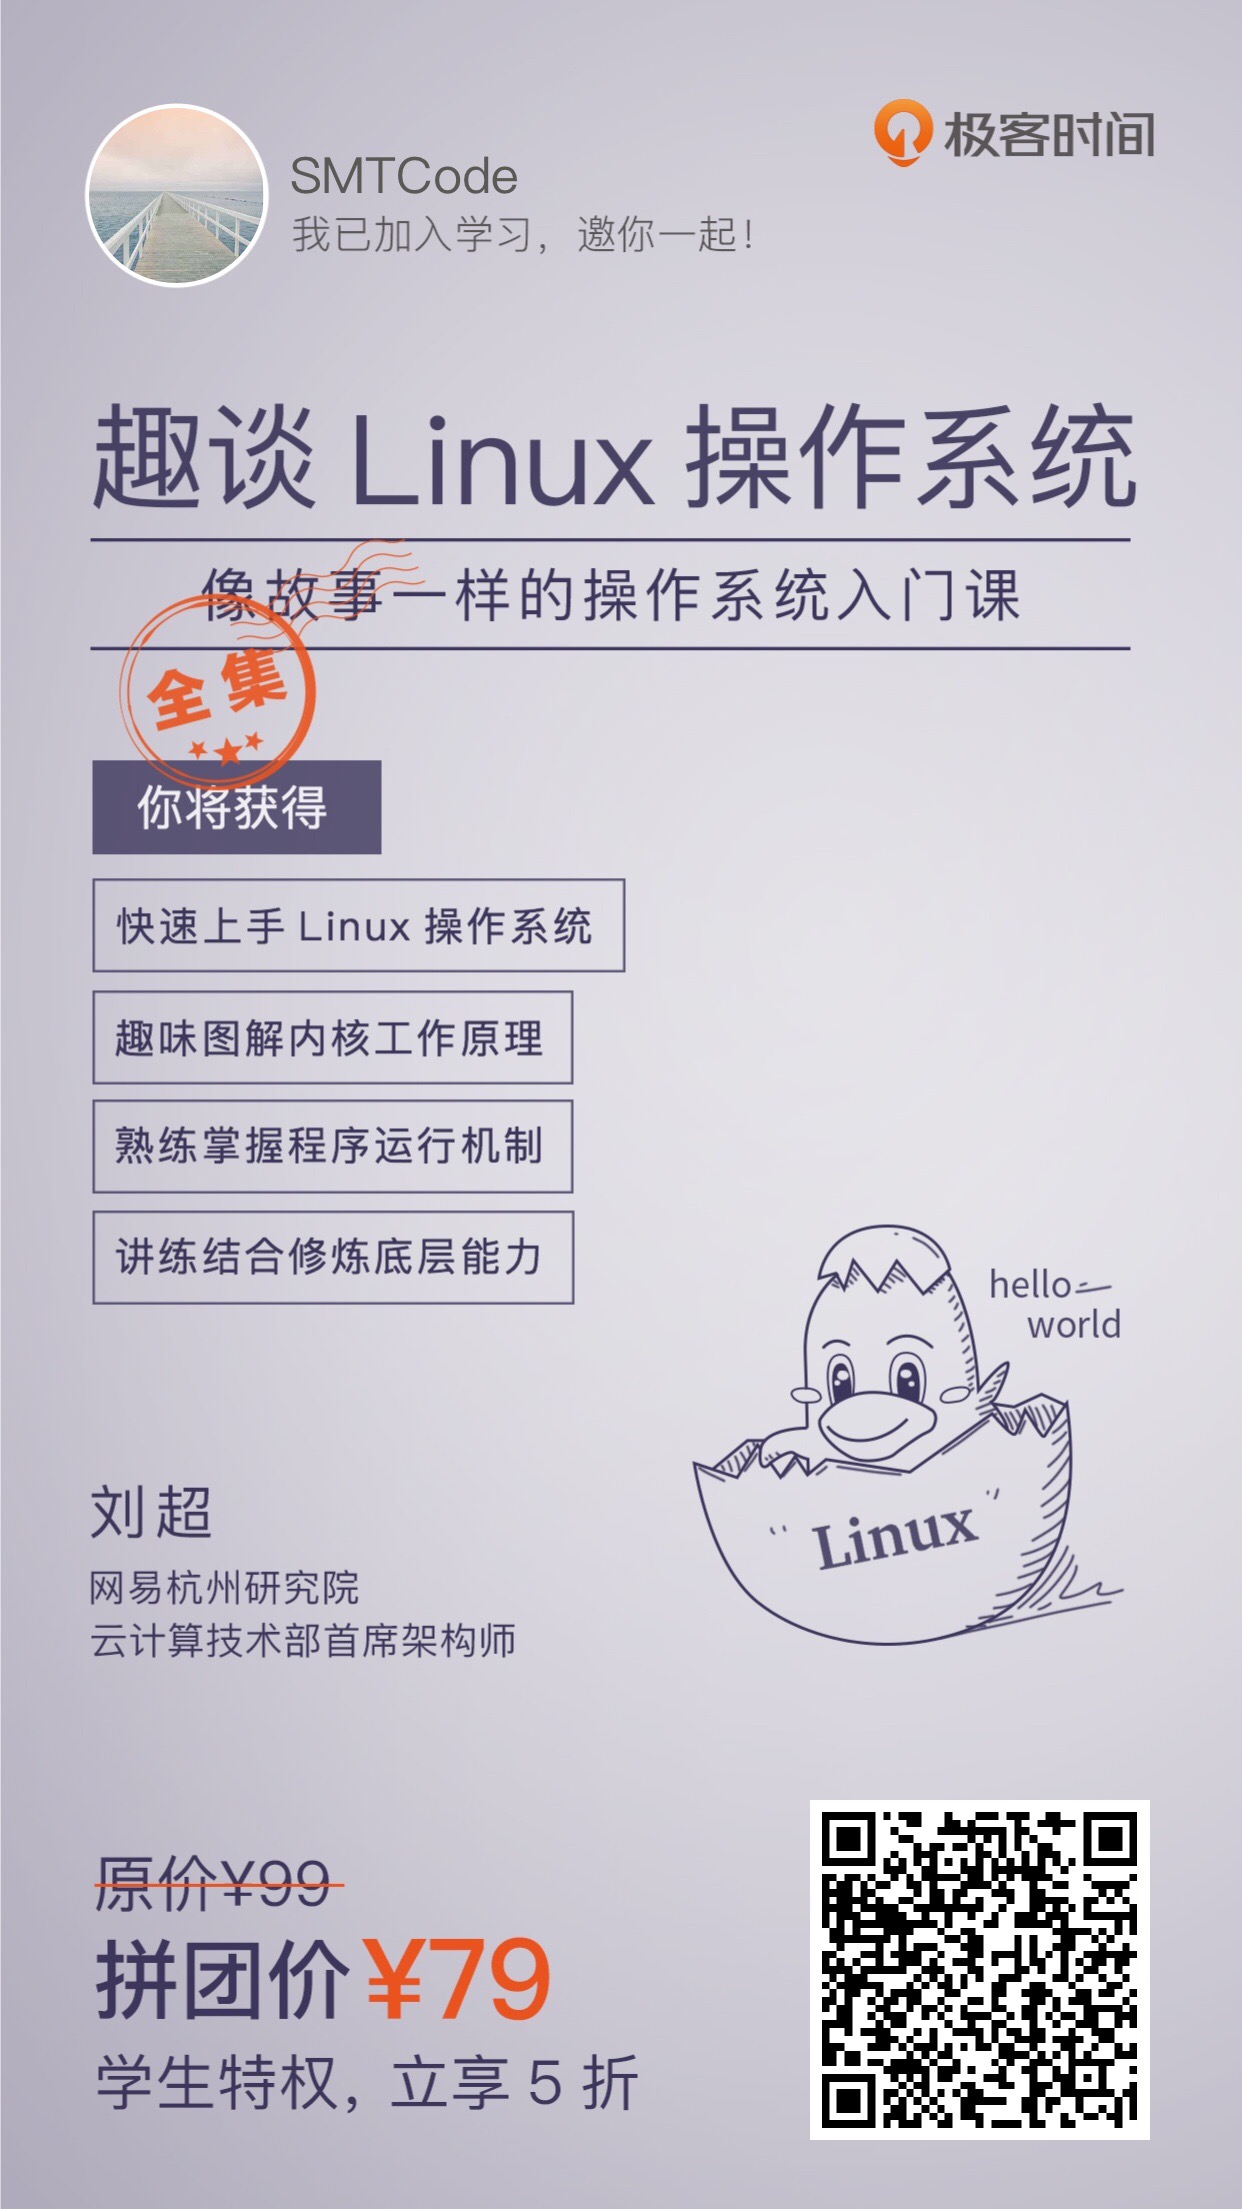 极客时间
SMTCode
我已加入学习，邀你一起！
趣谈 Linux 操作系统
像故事一样的操作系统入门课
全集
你将获得
快速上手 Linux 操作系统
趣味图解内核工作原理
熟练掌握程序运行机制
讲练结合修炼底层能力
hello
world
Linux
刘超
网易杭州研究院
云计算技术部首席架构师
原价¥99
拼团价¥79
学生特权，立享 5 折